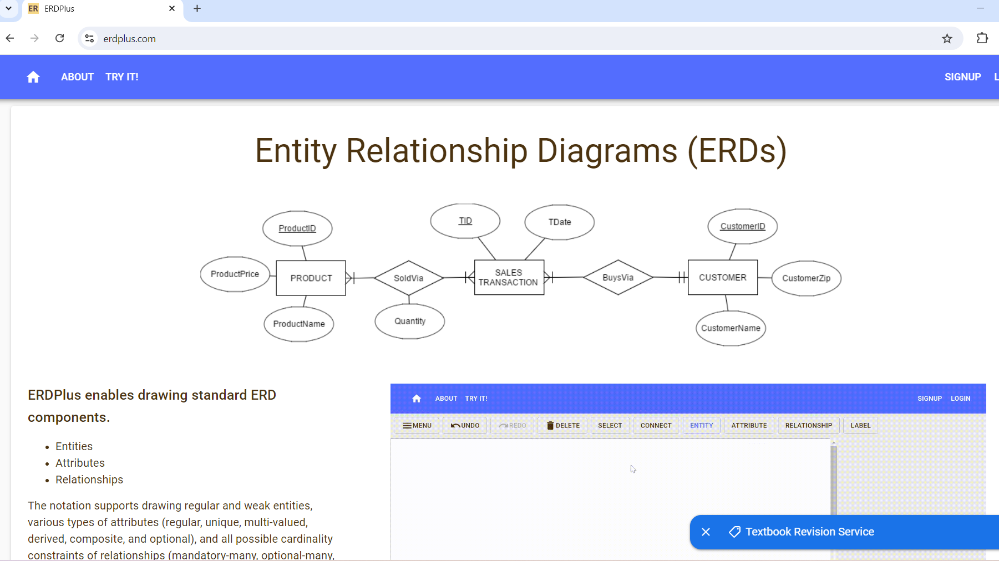 ER ERDPlus
erdplus.com
ABOUT TRY IT! SIGNUP L
Entity Relationship Diagrams (ERDs)
TID
TDate
CustomerID
ProductID
ProductPrice
PRODUCT
SoldVia
SALES
TRANSACTION
BuysVia
CUSTOMER
CustomerZip
ProductName
Quantity
CustomerName
ERDPlus enables drawing standard ERD
components.
• Entities
• Attributes
• Relationships
The notation supports drawing regular and weak entities,
various types of attributes (regular, unique, multi-valued,
derived, composite, and optional), and all possible cardinality
constraints of relationships (mandatory-many, optional-many,
ABOUT TRY IT! SIGNUP LOGIN
MENU UNDO REDO DELETE SELECT CONNECT ENTITY ATTRIBUTE RELATIONSHIP LABEL
Textbook Revision Service